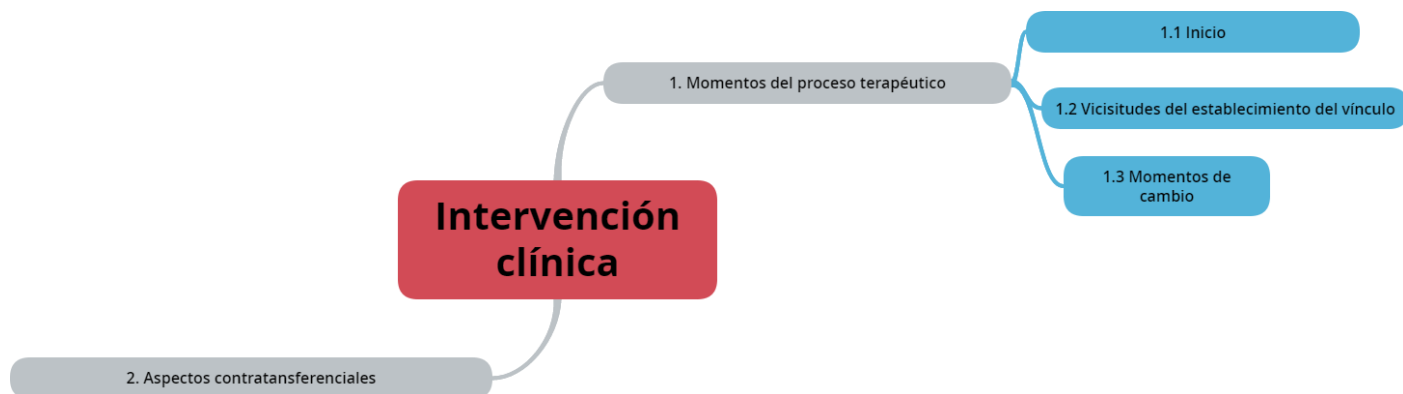 1.1 Inicio
1. Momentos del proceso terapéutico
1.2 Vicisitudes del establecimiento del vínculo
1.3 Momentos de
cambio
Intervención
clínica
2. Aspectos contratansferenciales